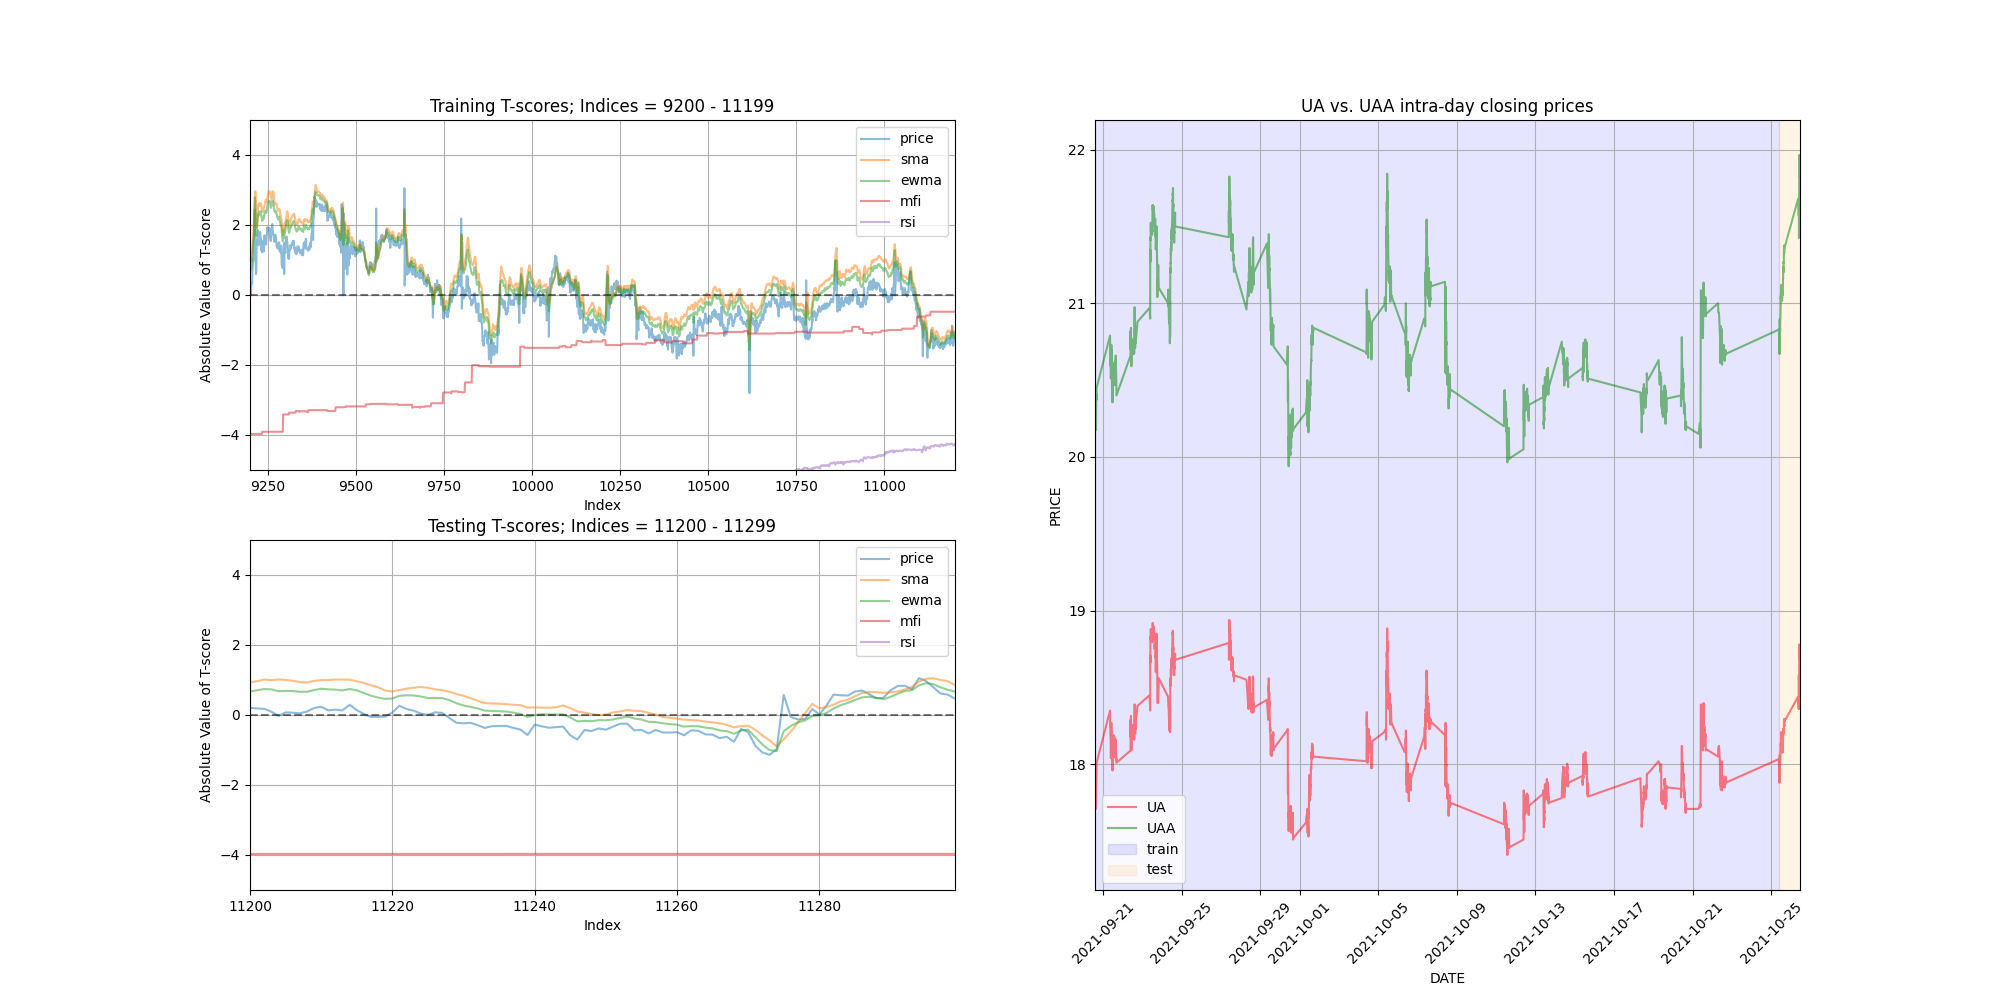 Training T-scores; Indices = 9200 - 11199
Absolute Value of T-score
4
2
0
−2
−4
price
sma
ewma
mfi
rsi
9250 9500 9750 10000 10250 10500 10750 11000
Index
Testing T-scores; Indices = 11200 - 11299
Absolute Value of T-score
4
2
0
−2
−4
price
sma
ewma
mfi
rsi
11200 11220 11240 11260 11280
Index
UA vs. UAA intra-day closing prices
PRICE
22
21
20
19
18
UA
UAA
train
test
2021-09-21 2021-09-25 2021-09-29 2021-10-01 2021-10-05 2021-10-09 2021-10-13 2021-10-17 2021-10-21 2021-10-25
DATE